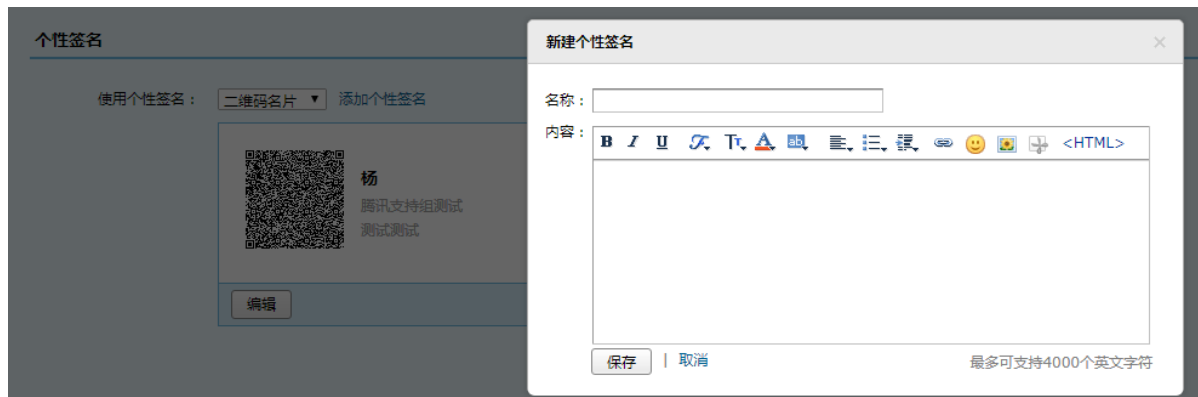 个性签名
使用个性签名： 二维码名片 ▼ 添加个性签名
杨
腾讯支持组测试
测试测试
编辑
新建个性签名 ×
名称：
内容：
B I U F Tт A ab <HTML>
保存 | 取消
最多可支持4000个英文字符